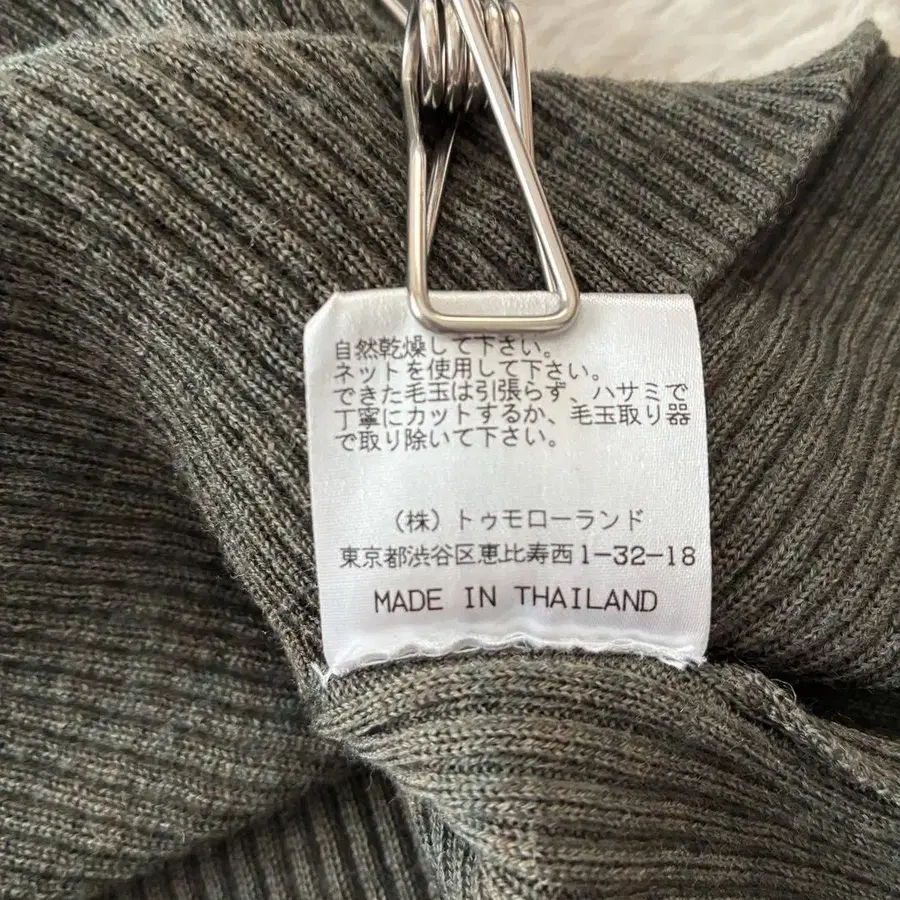 自然乾燥して下さい。
ネットを使用して下さい。
できた毛玉は引張らず、ハサミで
丁寧にカットするか、毛玉取り器
で取り除いて下さい。
（株）トゥモローランド
東京都渋谷区恵比寿西1-32-18
MADE IN THAILAND